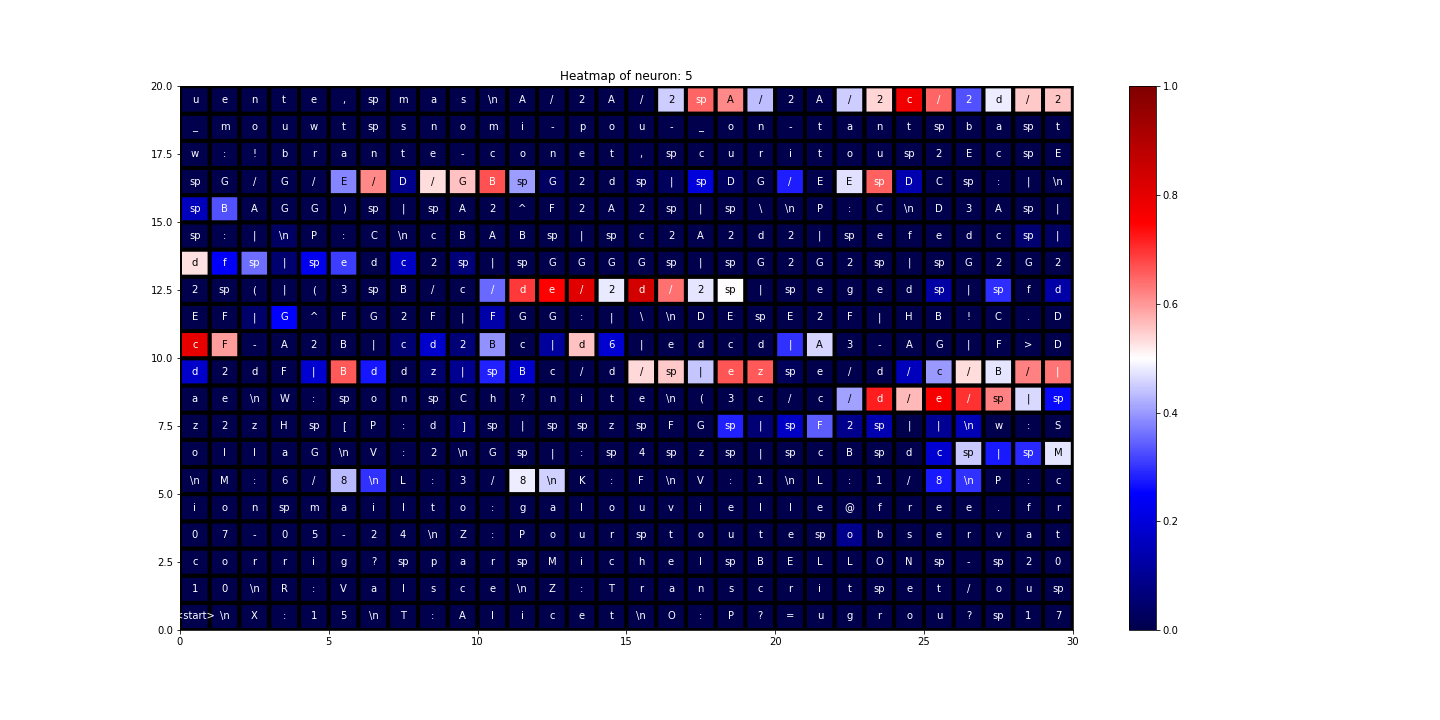 Heatmap of neuron: 5
20.0 u e n t e , sp m a s \n A / 2 A / 2 sp A / 2 A / 2 c / 2 d / 2 1.0
_ m o u w t sp s n o m i - p o u - _ o n - t a n t sp b a sp t
17.5 w : ! b r a n t e - c o n e t , sp c u r i t o u sp 2 E c sp E
sp G / G / E / D / G B sp G 2 d sp | sp D G / E E sp D C sp : | \n
15.0 sp B A G G ) sp | sp A 2 ^ F 2 A 2 sp | sp \ \n P : C \n D 3 A sp | 0.8
sp : | \n P : C \n c B A B sp | sp c 2 A 2 d 2 | sp e f e d c sp |
d f sp | sp e d c 2 sp | sp G G G G sp | sp G 2 G 2 sp | sp G 2 G 2
12.5 2 sp ( | ( 3 sp B / c / d e / 2 d / 2 sp | sp e g e d sp | sp f d 0.6
E F | G ^ F G 2 F | F G G : | \ \n D E sp E 2 F | H B ! C . D
c F - A 2 B | c d 2 B c | d 6 | e d c d | A 3 - A G | F > D
10.0 d 2 d F | B d d z | sp B c / d / sp | e z sp e / d / c / B / |
a e \n W : sp o n sp C h ? n i t e \n ( 3 c / c / d / e / sp | sp 0.4
7.5 z 2 z H sp [ P : d ] sp | sp sp z sp F G sp | sp F 2 sp | | \n w : S
o l l a G \n V : 2 \n G sp | : sp 4 sp z sp | sp c B sp d c sp | sp M
5.0 \n M : 6 / 8 \n L : 3 / 8 \n K : F \n V : 1 \n L : 1 / 8 \n P : c
i o n sp m a i l t o : g a l o u v i e l l e @ f r e e . f r 0.2
0 7 - 0 5 - 2 4 \n Z : P o u r sp t o u t e sp o b s e r v a t
2.5 c o r r i g ? sp p a r sp M i c h e l sp B E L L O N sp - sp 2 0
1 0 \n R : V a l s c e \n Z : T r a n s c r i t sp e t / o u sp
0.0 <start> \n X : 1 5 \n T : A l i c e t \n O : P ? = u g r o u ? sp 1 7 0.0
0 5 10 15 20 25 30